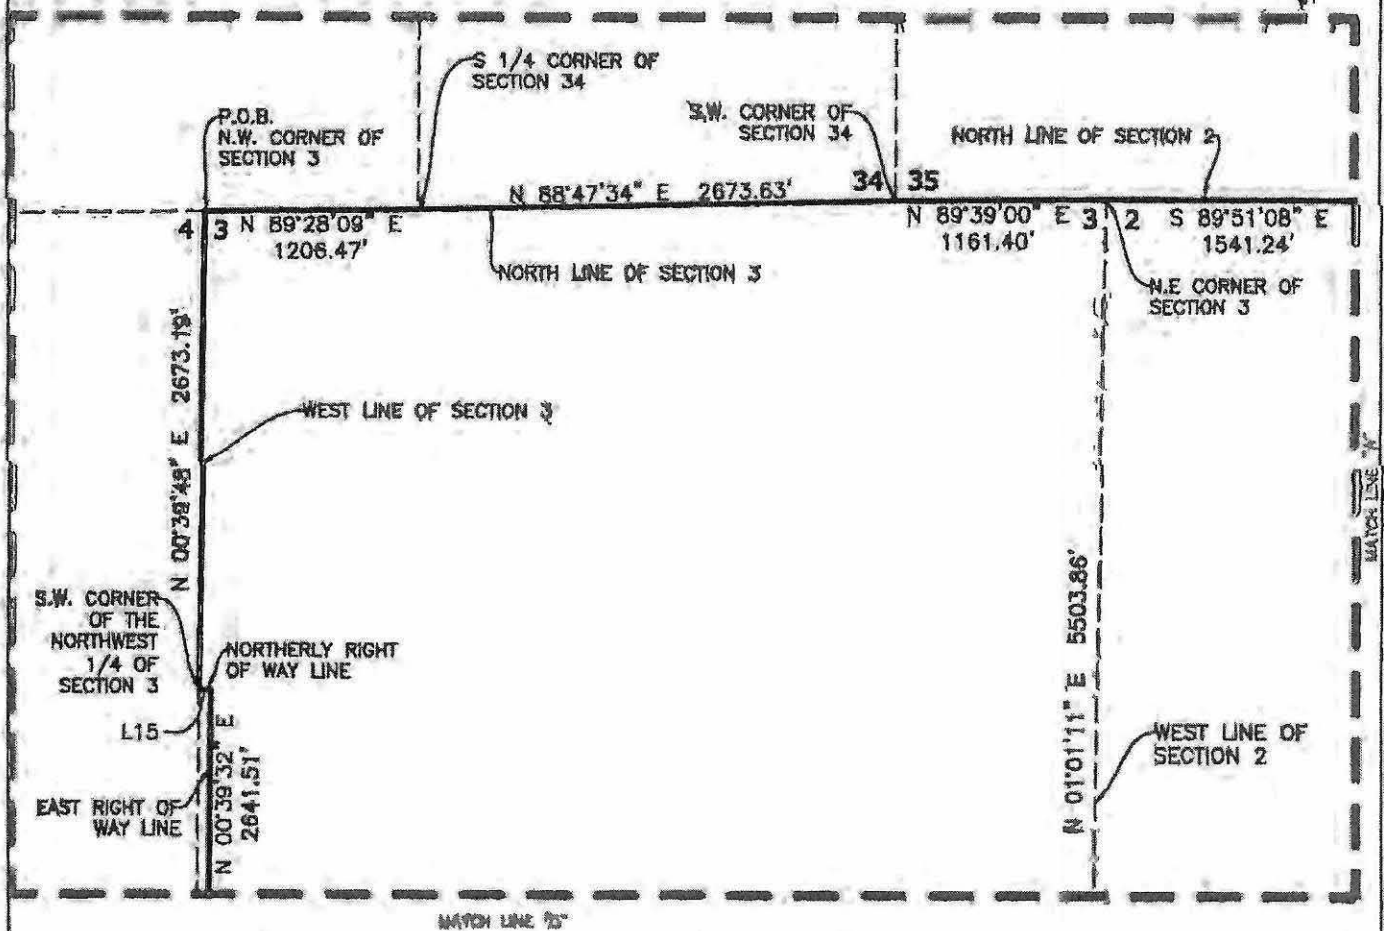 S 1/4 CORNER OF
SECTION 34
P.O.B.
N.W. CORNER OF
SECTION 3
S.W. CORNER OF
SECTION 34
NORTH LINE OF SECTION 2
N 88°47'34" E 2673.63'
34 35
4 3
N 89°28'09" E
1206.47'
N 89°39'00" E
1161.40'
3 2
S 89°51'08" E
1541.24'
NORTH LINE OF SECTION 3
N.E CORNER OF
SECTION 3
N 00°39'48" E 2673.19'
WEST LINE OF SECTION 3
MATCH LINE "A"
S.W. CORNER
OF THE
NORTHWEST
1/4 OF
SECTION 3
NORTHERLY RIGHT
OF WAY LINE
L15
N 01°01'11" E 5503.86'
WEST LINE OF
SECTION 2
EAST RIGHT OF
WAY LINE
N 00°39'32" E
2641.51'
MATCH LINE